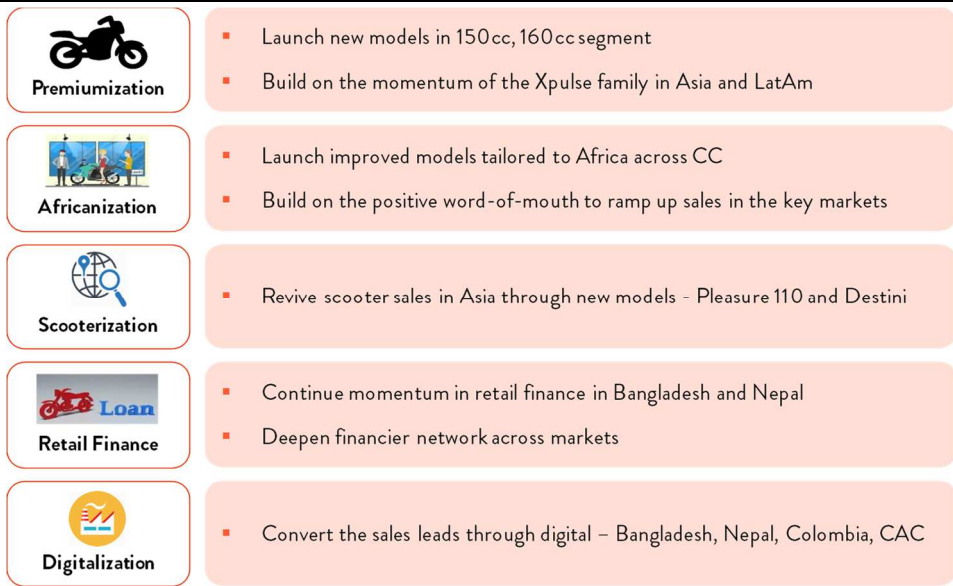 Premiumization
Launch new models in 150cc, 160cc segment
Build on the momentum of the Xpulse family in Asia and LatAm
Africanization
Launch improved models tailored to Africa across CC
Build on the positive word-of-mouth to ramp up sales in the key markets
Scooterization
Revive scooter sales in Asia through new models - Pleasure 110 and Destini
Loan
Retail Finance
Continue momentum in retail finance in Bangladesh and Nepal
Deepen financier network across markets
Digitalization
Convert the sales leads through digital – Bangladesh, Nepal, Colombia, CAC